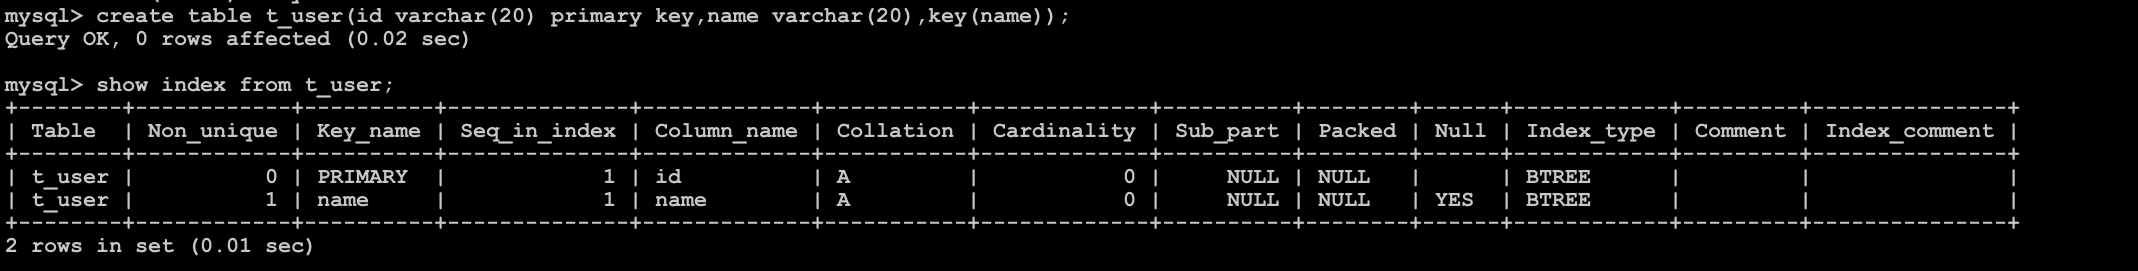 mysql> create table t_user(id varchar(20) primary key,name varchar(20),key(name));
Query OK, 0 rows affected (0.02 sec)
mysql> show index from t_user;
+--------+------------+----------+--------------+-------------+-----------+-------------+----------+--------+------+------------+---------+---------------+
| Table  | Non_unique | Key_name | Seq_in_index | Column_name | Collation | Cardinality | Sub_part | Packed | Null | Index_type | Comment | Index_comment |
+--------+------------+----------+--------------+-------------+-----------+-------------+----------+--------+------+------------+---------+---------------+
| t_user |          0 | PRIMARY  |            1 | id          | A         |           0 |     NULL | NULL   |      | BTREE      |         |               |
| t_user |          1 | name     |            1 | name        | A         |           0 |     NULL | NULL   | YES  | BTREE      |         |               |
+--------+------------+----------+--------------+-------------+-----------+-------------+----------+--------+------+------------+---------+---------------+
2 rows in set (0.01 sec)